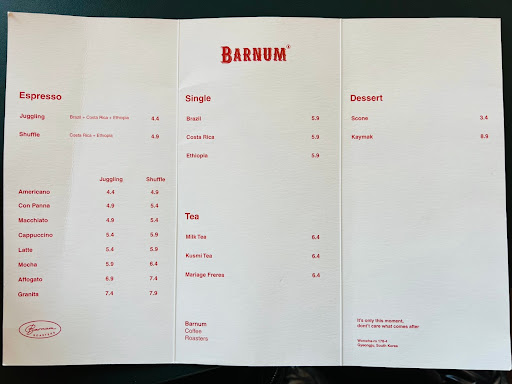 BARNUM
Espresso
Juggling Brazil + Costa Rica + Ethiopia 4.4
Shuffle Costa Rica + Ethiopia 4.9
Juggling Shuffle
Americano 4.4 4.9
Con Panna 4.9 5.4
Macchiato 4.9 5.4
Cappuccino 5.4 5.9
Latte 5.4 5.9
Mocha 5.9 6.4
Affogato 6.9 7.4
Granita 7.4 7.9
Barnum
ROASTERS
Single
Brazil 5.9
Costa Rica 5.9
Ethiopia 5.9
Tea
Milk Tea 6.4
Kusmi Tea 6.4
Mariage Freres 6.4
Barnum
Coffee
Roasters
Dessert
Scone 3.4
Kaymak 8.9
It's only this moment,
don't care what comes after
Gyeongju, South Korea